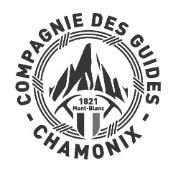 COMPAGNIE DES GUIDES
1821
Mont-Blanc
- CHAMONIX -